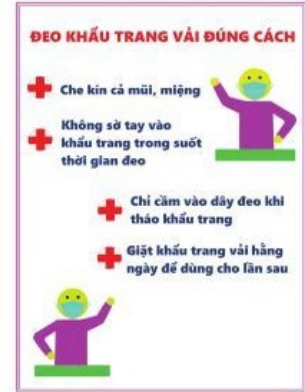 ĐEO KHẨU TRANG VẢI ĐÚNG CÁCH
Che kín cả mũi, miệng
Không sờ tay vào
khẩu trang trong suốt
thời gian đeo
Chỉ cầm vào dây đeo khi
tháo khẩu trang
Giặt khẩu trang vải hằng
ngày để dùng cho lần sau